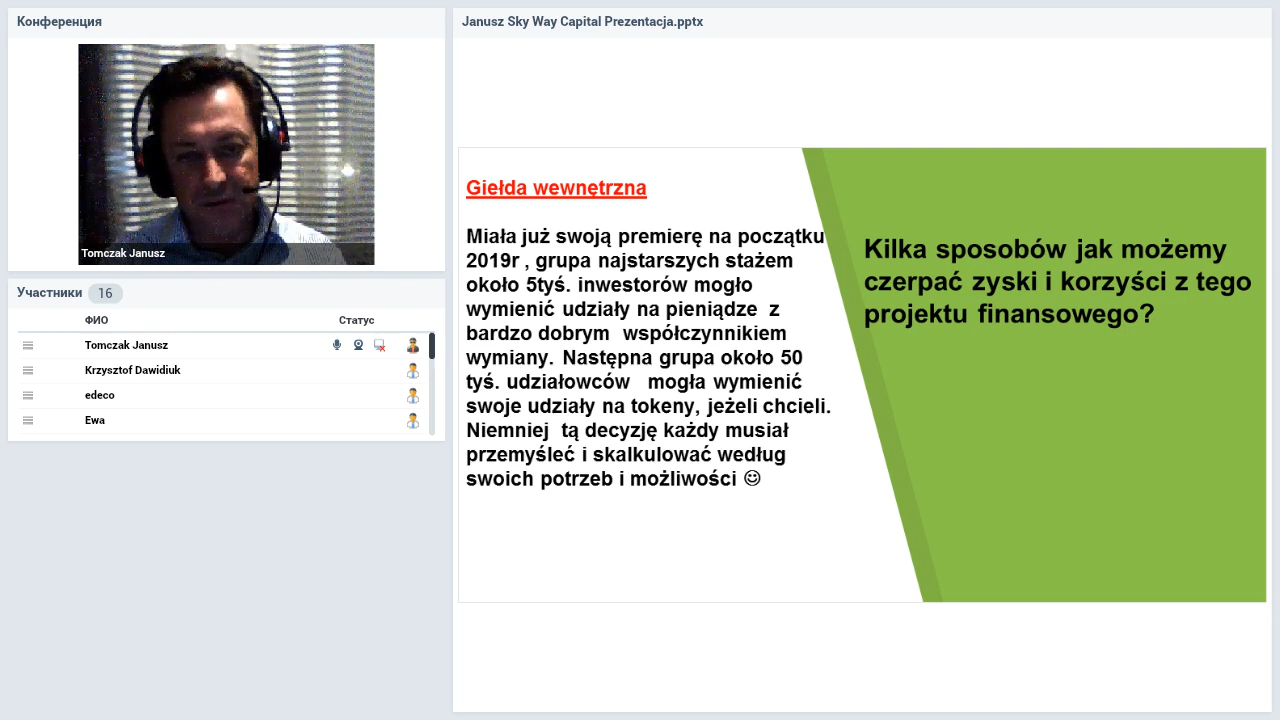 Конференция
Tomczak Janusz
Участники 16
ФИО Статус
Tomczak Janusz
Krzysztof Dawidiuk
edeco
Ewa
Janusz Sky Way Capital Prezentacja.pptx
Giełda wewnętrzna
Miała już swoją premierę na początku
2019r , grupa najstarszych stażem
około 5tyś. inwestorów mogło
wymienić udziały na pieniądze z
bardzo dobrym współczynnikiem
wymiany. Następna grupa około 50
tyś. udziałowców mogła wymienić
swoje udziały na tokeny, jeżeli chcieli.
Niemniej tą decyzję każdy musiał
przemyśleć i skalkulować według
swoich potrzeb i możliwości ☺
Kilka sposobów jak możemy
czerpać zyski i korzyści z tego
projektu finansowego?